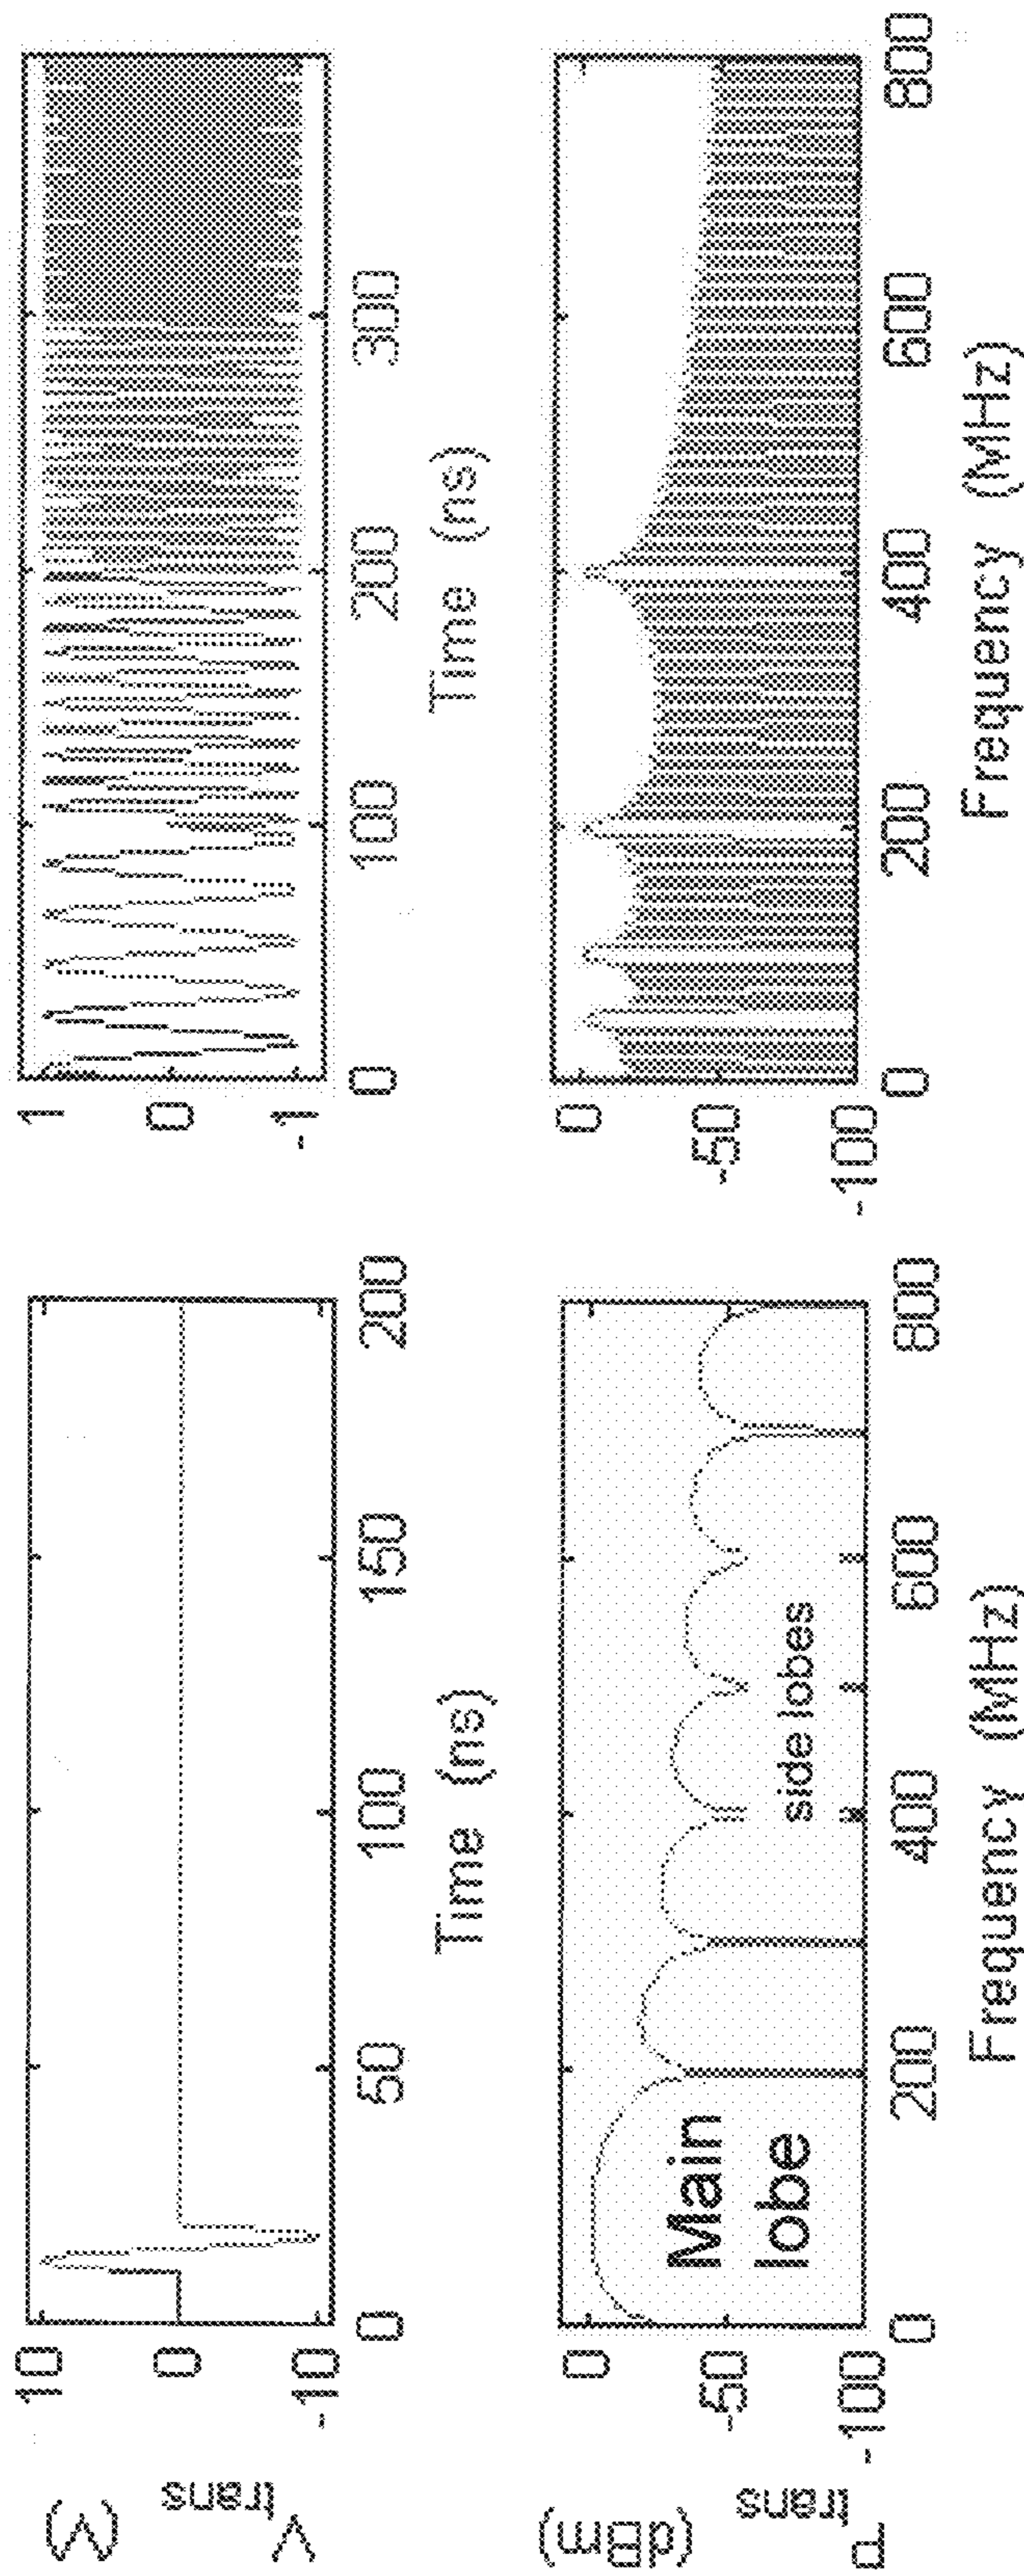 V trans (V)
10
0
-10
0 50 100 150 200
Time (ns)
1
0
-1
0 100 200 300
Time (ns)
P trans (dBm)
0
-50
-100
Main lobe
side lobes
0 200 400 600 800
Frequency (MHz)
0
-50
-100
0 200 400 600 800
Frequency (MHz)